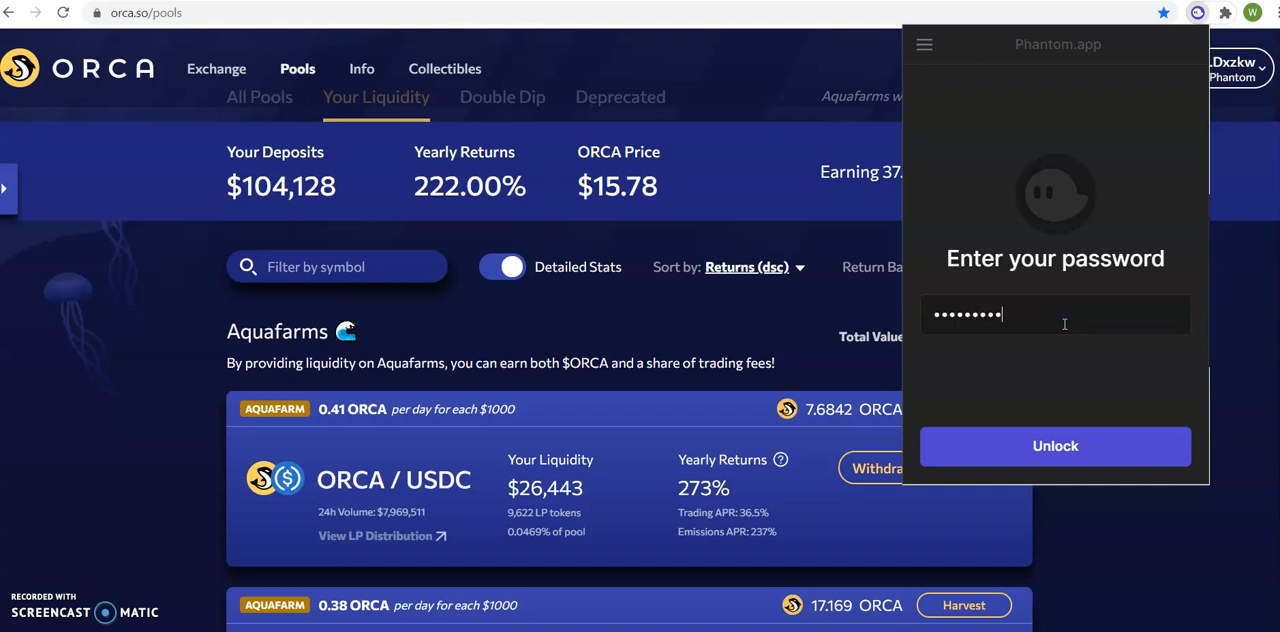 orca.so/pools
W
ORCA
Exchange
Pools
Info
Collectibles
.Dxzkw
Phantom
All Pools
Your Liquidity
Double Dip
Deprecated
Aquafarms w
Your Deposits
Yearly Returns
ORCA Price
$104,128
222.00%
$15.78
Earning 37.
Filter by symbol
Detailed Stats
Sort by: Returns (dsc)
Return Ba
Aquafarms
Total Value
By providing liquidity on Aquafarms, you can earn both $ORCA and a share of trading fees!
AQUAFARM 0.41 ORCA per day for each $1000
7.6842 ORCA
ORCA / USDC
24h Volume: $7,969,511
View LP Distribution
Your Liquidity
$26,443
9,622 LP tokens
0.0469% of pool
Yearly Returns ?
273%
Trading APR: 36.5%
Emissions APR: 237%
Withdra
AQUAFARM 0.38 ORCA per day for each $1000
17.169 ORCA
Harvest
Phantom.app
Enter your password
•••••••••
Unlock
RECORDED WITH
SCREENCAST MATIC